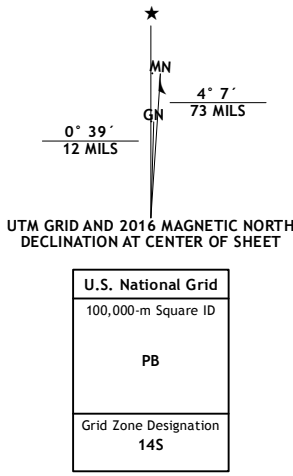 ★
MN
4° 7´
73 MILS
GN
0° 39´
12 MILS
UTM GRID AND 2016 MAGNETIC NORTH
DECLINATION AT CENTER OF SHEET
U.S. National Grid
100,000-m Square ID
PB
Grid Zone Designation
14S